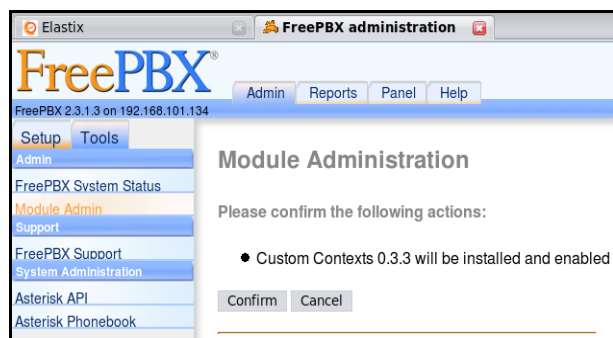 Elastix
FreePBX administration
FreePBX®
Admin Reports Panel Help
FreePBX 2.3.1.3 on 192.168.101.134
Setup Tools
Admin
FreePBX System Status
Module Admin
Support
FreePBX Support
System Administration
Asterisk API
Asterisk Phonebook
Module Administration
Please confirm the following actions:
Custom Contexts 0.3.3 will be installed and enabled
Confirm Cancel